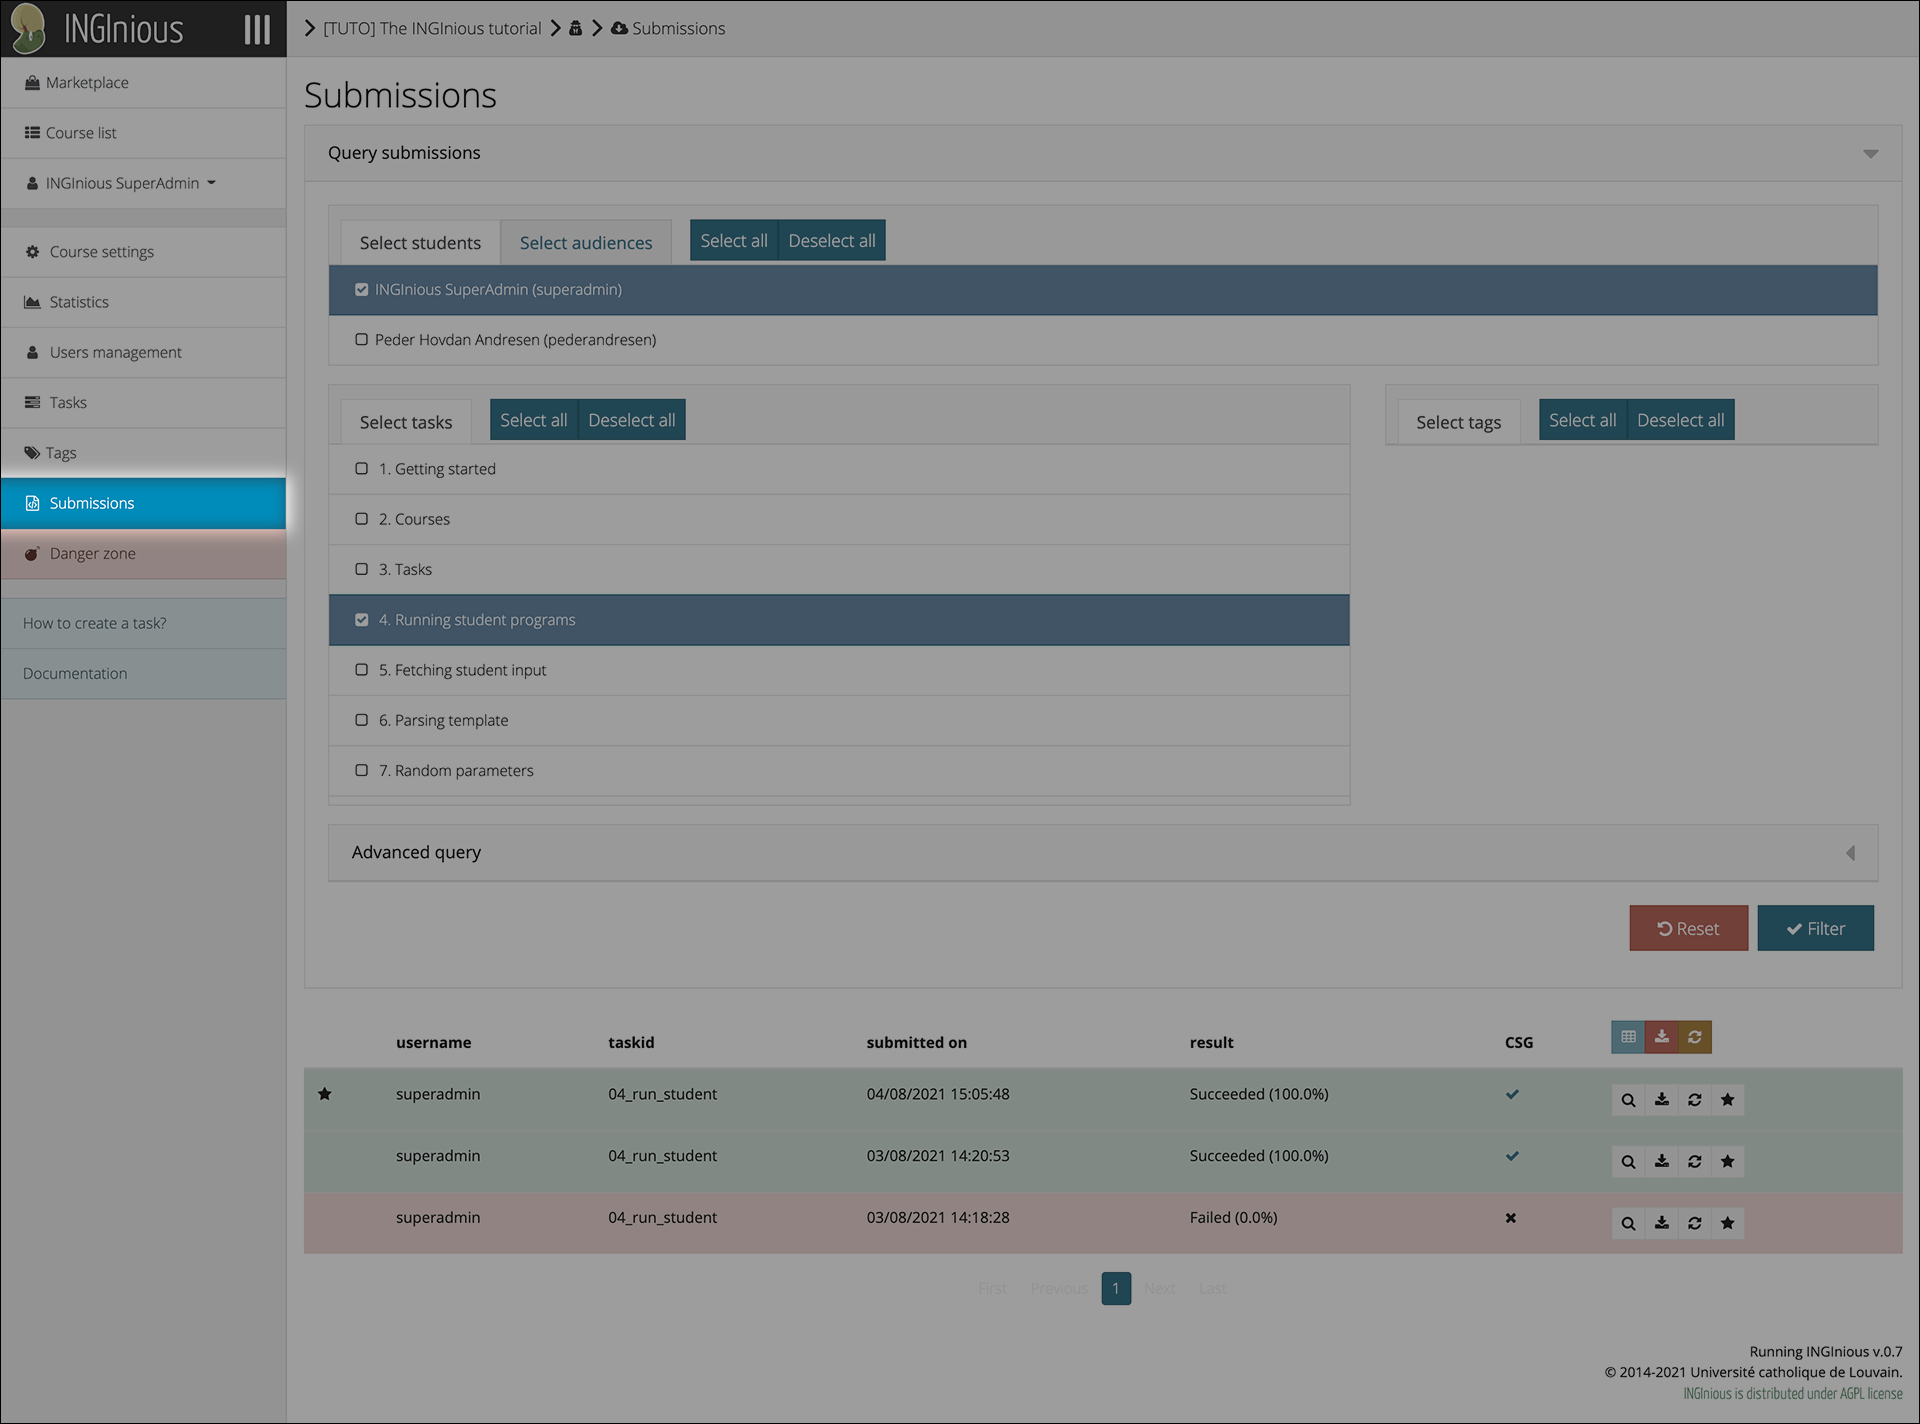 INGInious
[TUTO] The INGInious tutorial Submissions
Marketplace
Course list
INGInious SuperAdmin
Course settings
Statistics
Users management
Tasks
Tags
Submissions
Danger zone
How to create a task?
Documentation
Submissions
Query submissions
Select students Select audiences Select all Deselect all
INGInious SuperAdmin (superadmin)
Peder Hovdan Andresen (pederandresen)
Select tasks Select all Deselect all
1. Getting started
2. Courses
3. Tasks
4. Running student programs
5. Fetching student input
6. Parsing template
7. Random parameters
Select tags Select all Deselect all
Advanced query
Reset Filter
username taskid submitted on result CSG
superadmin 04_run_student 04/08/2021 15:05:48 Succeeded (100.0%)
superadmin 04_run_student 03/08/2021 14:20:53 Succeeded (100.0%)
superadmin 04_run_student 03/08/2021 14:18:28 Failed (0.0%)
First Previous 1 Next Last
Running INGInious v.0.7
© 2014-2021 Université catholique de Louvain.
INGInious is distributed under AGPL license